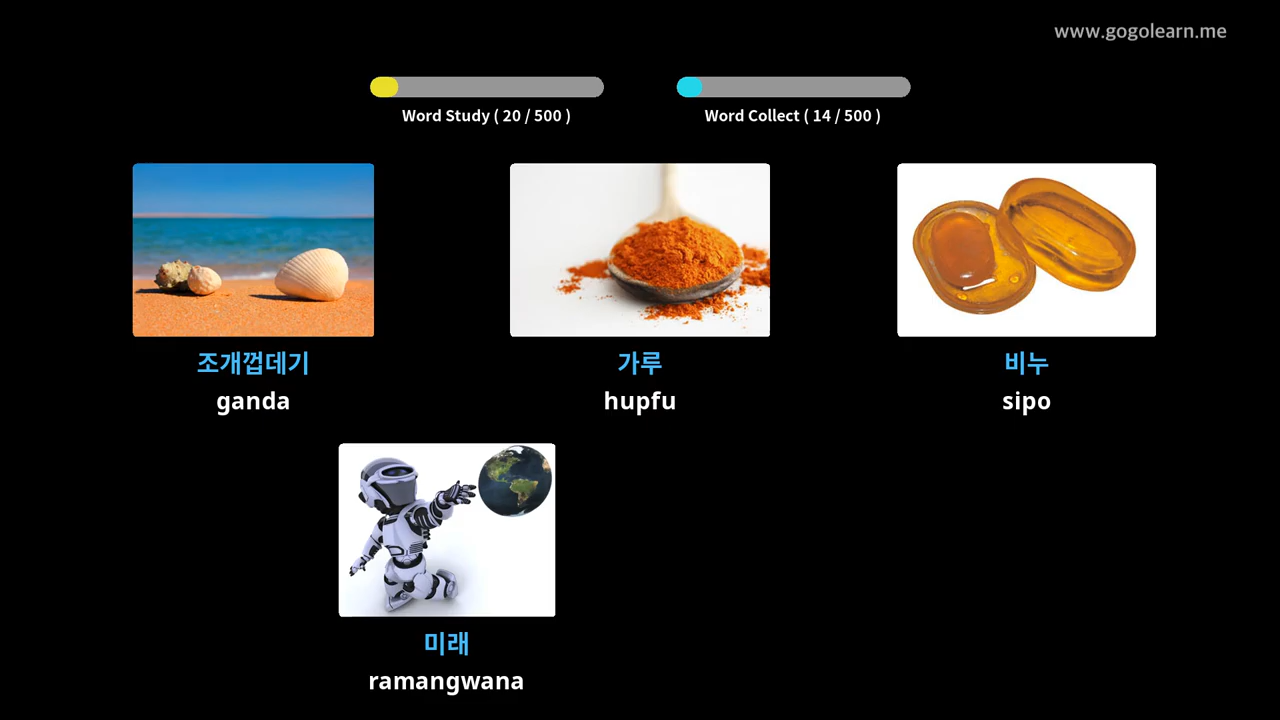 www.gogolearn.me
Word Study ( 20 / 500 )
Word Collect ( 14 / 500 )
조개껍데기
ganda
가루
hupfu
비누
sipo
미래
ramangwana